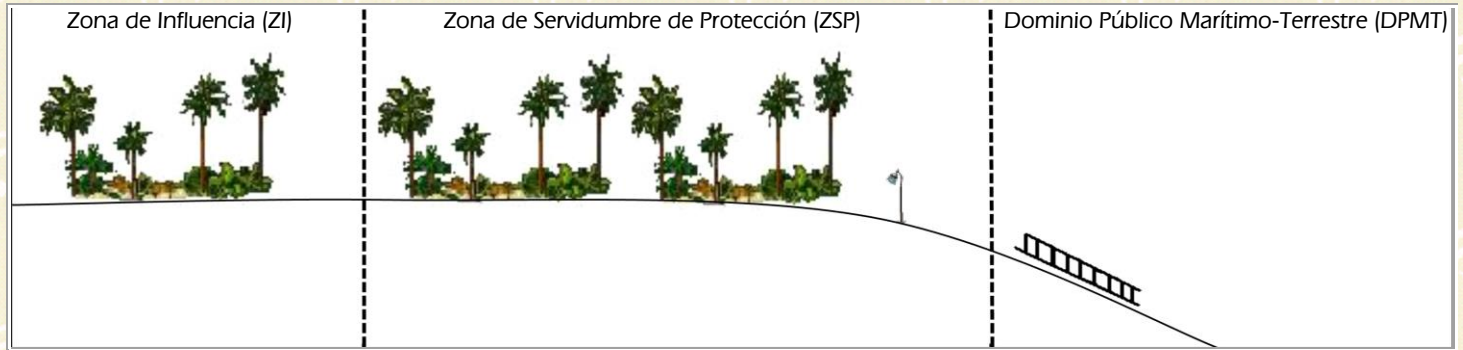 Zona de Influencia (ZI)
Zona de Servidumbre de Protección (ZSP)
Dominio Público Marítimo-Terrestre (DPMT)